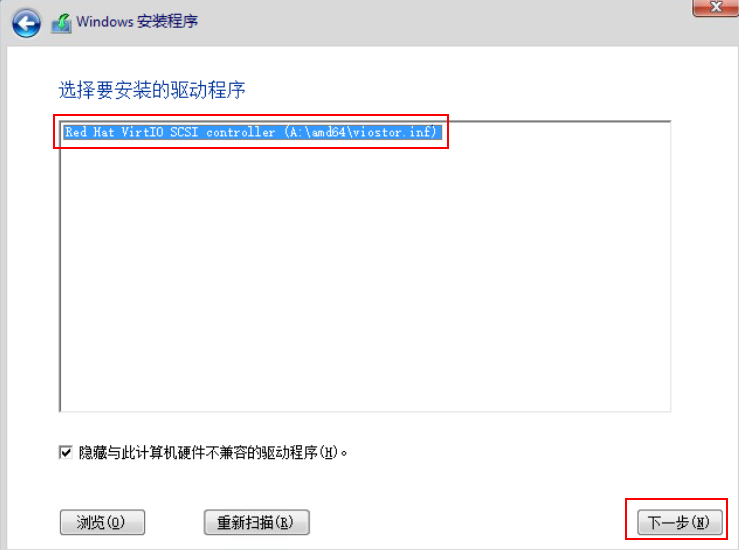 Windows 安装程序
选择要安装的驱动程序
Red Hat VirtIO SCSI controller (A:\amd64\viostor.inf)
隐藏与此计算机硬件不兼容的驱动程序(H)。
浏览(O) 重新扫描(R) 下一步(N)